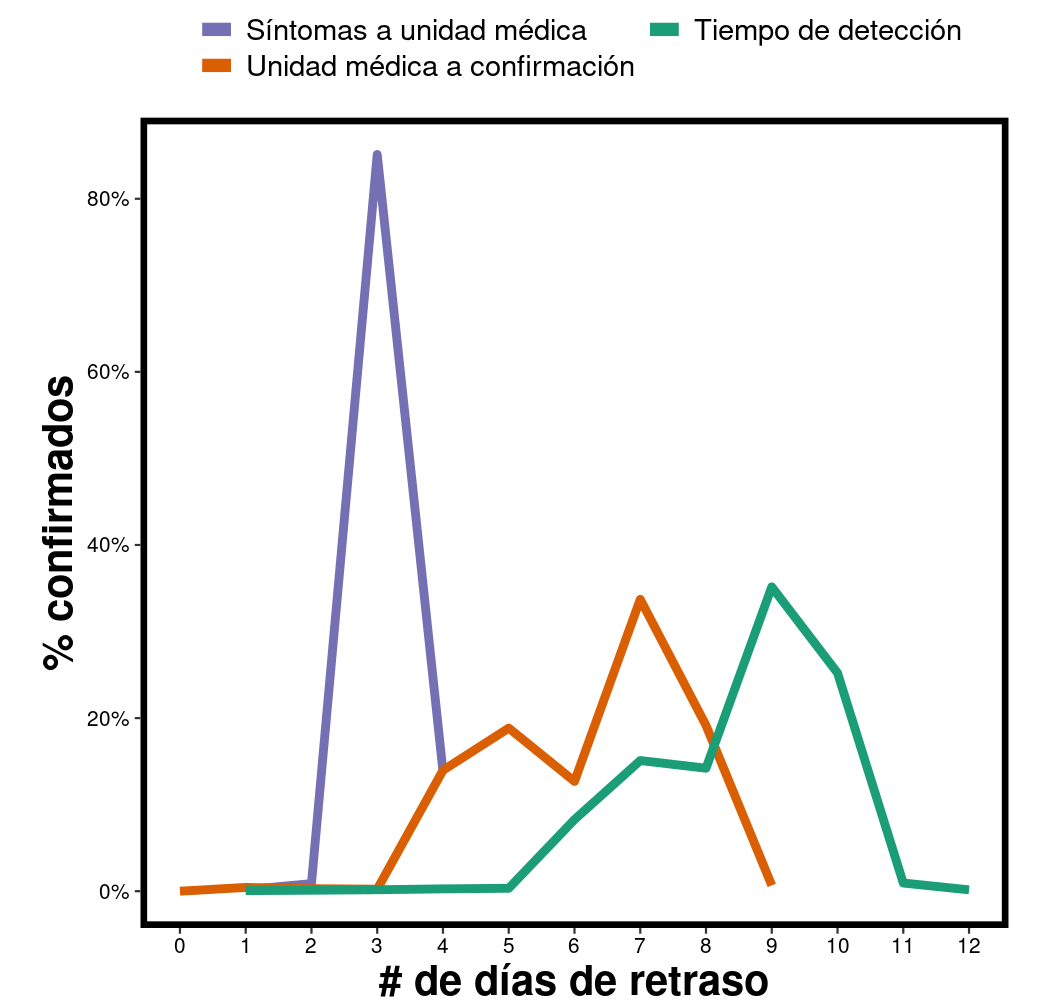 Síntomas a unidad médica
Tiempo de detección
Unidad médica a confirmación
% confirmados
80%
60%
40%
20%
0%
0 1 2 3 4 5 6 7 8 9 10 11 12
# de días de retraso